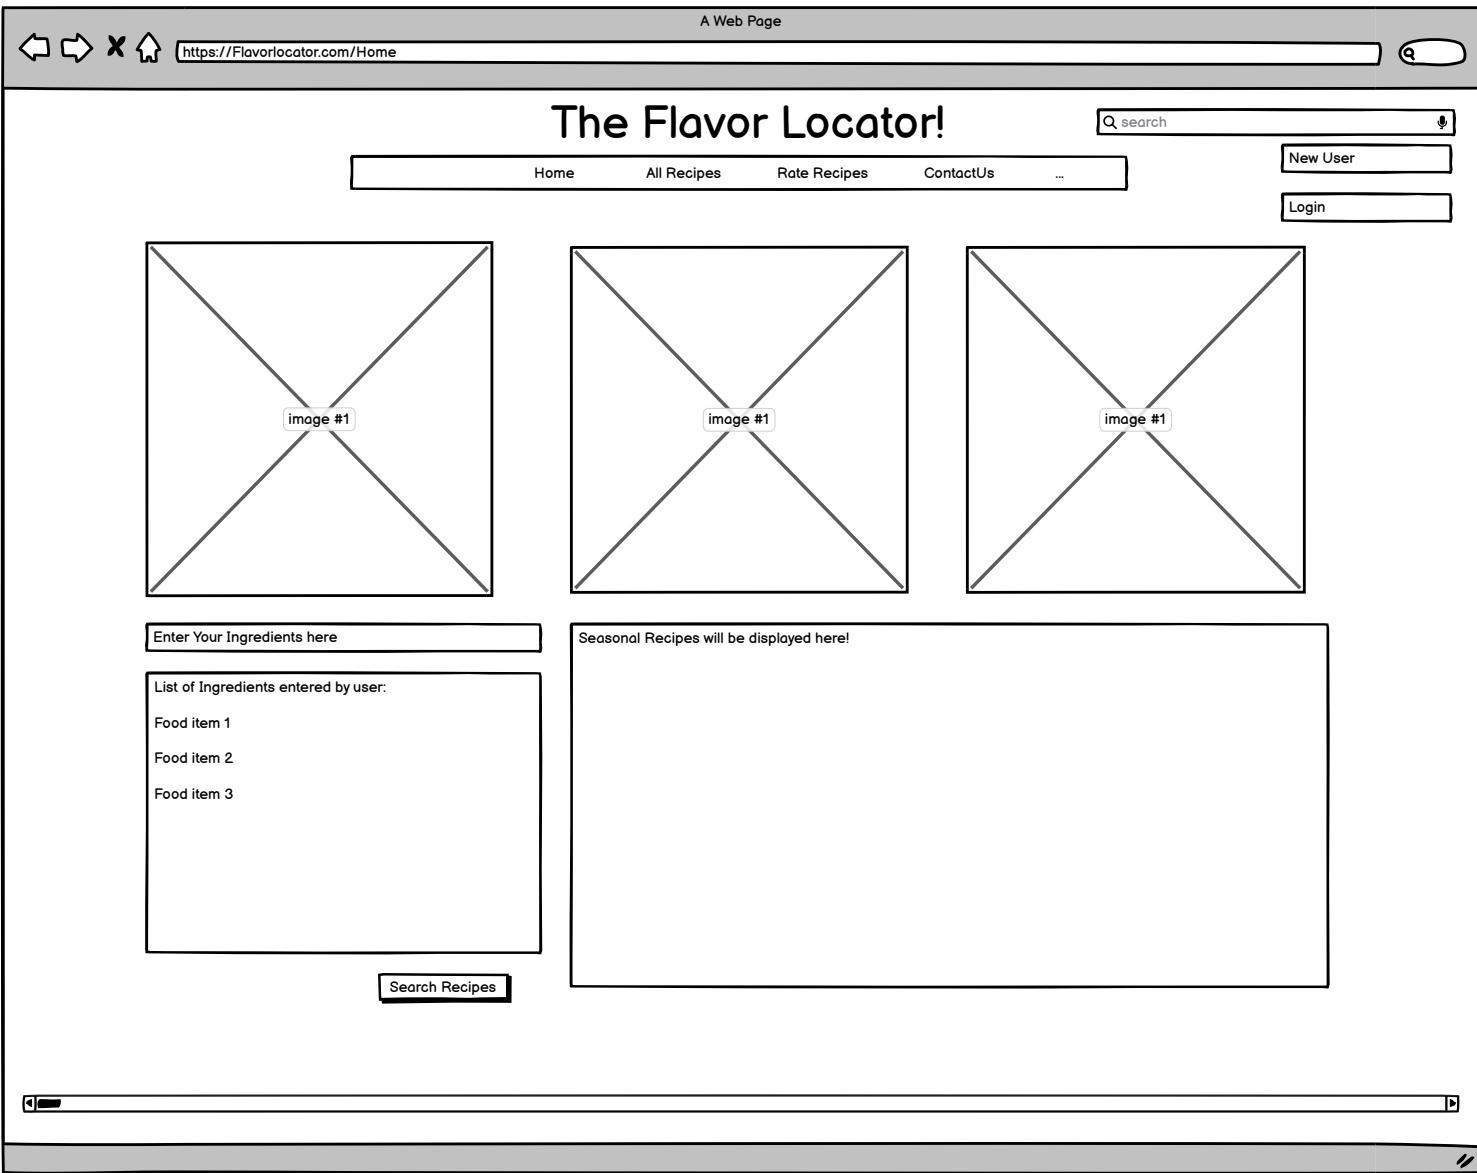 A Web Page
https://Flavorlocator.com/Home
The Flavor Locator!
search
New User
Home All Recipes Rate Recipes ContactUs ...
Login
image #1
image #1
image #1
Enter Your Ingredients here
List of Ingredients entered by user:
Food item 1
Food item 2
Food item 3
Search Recipes
Seasonal Recipes will be displayed here!